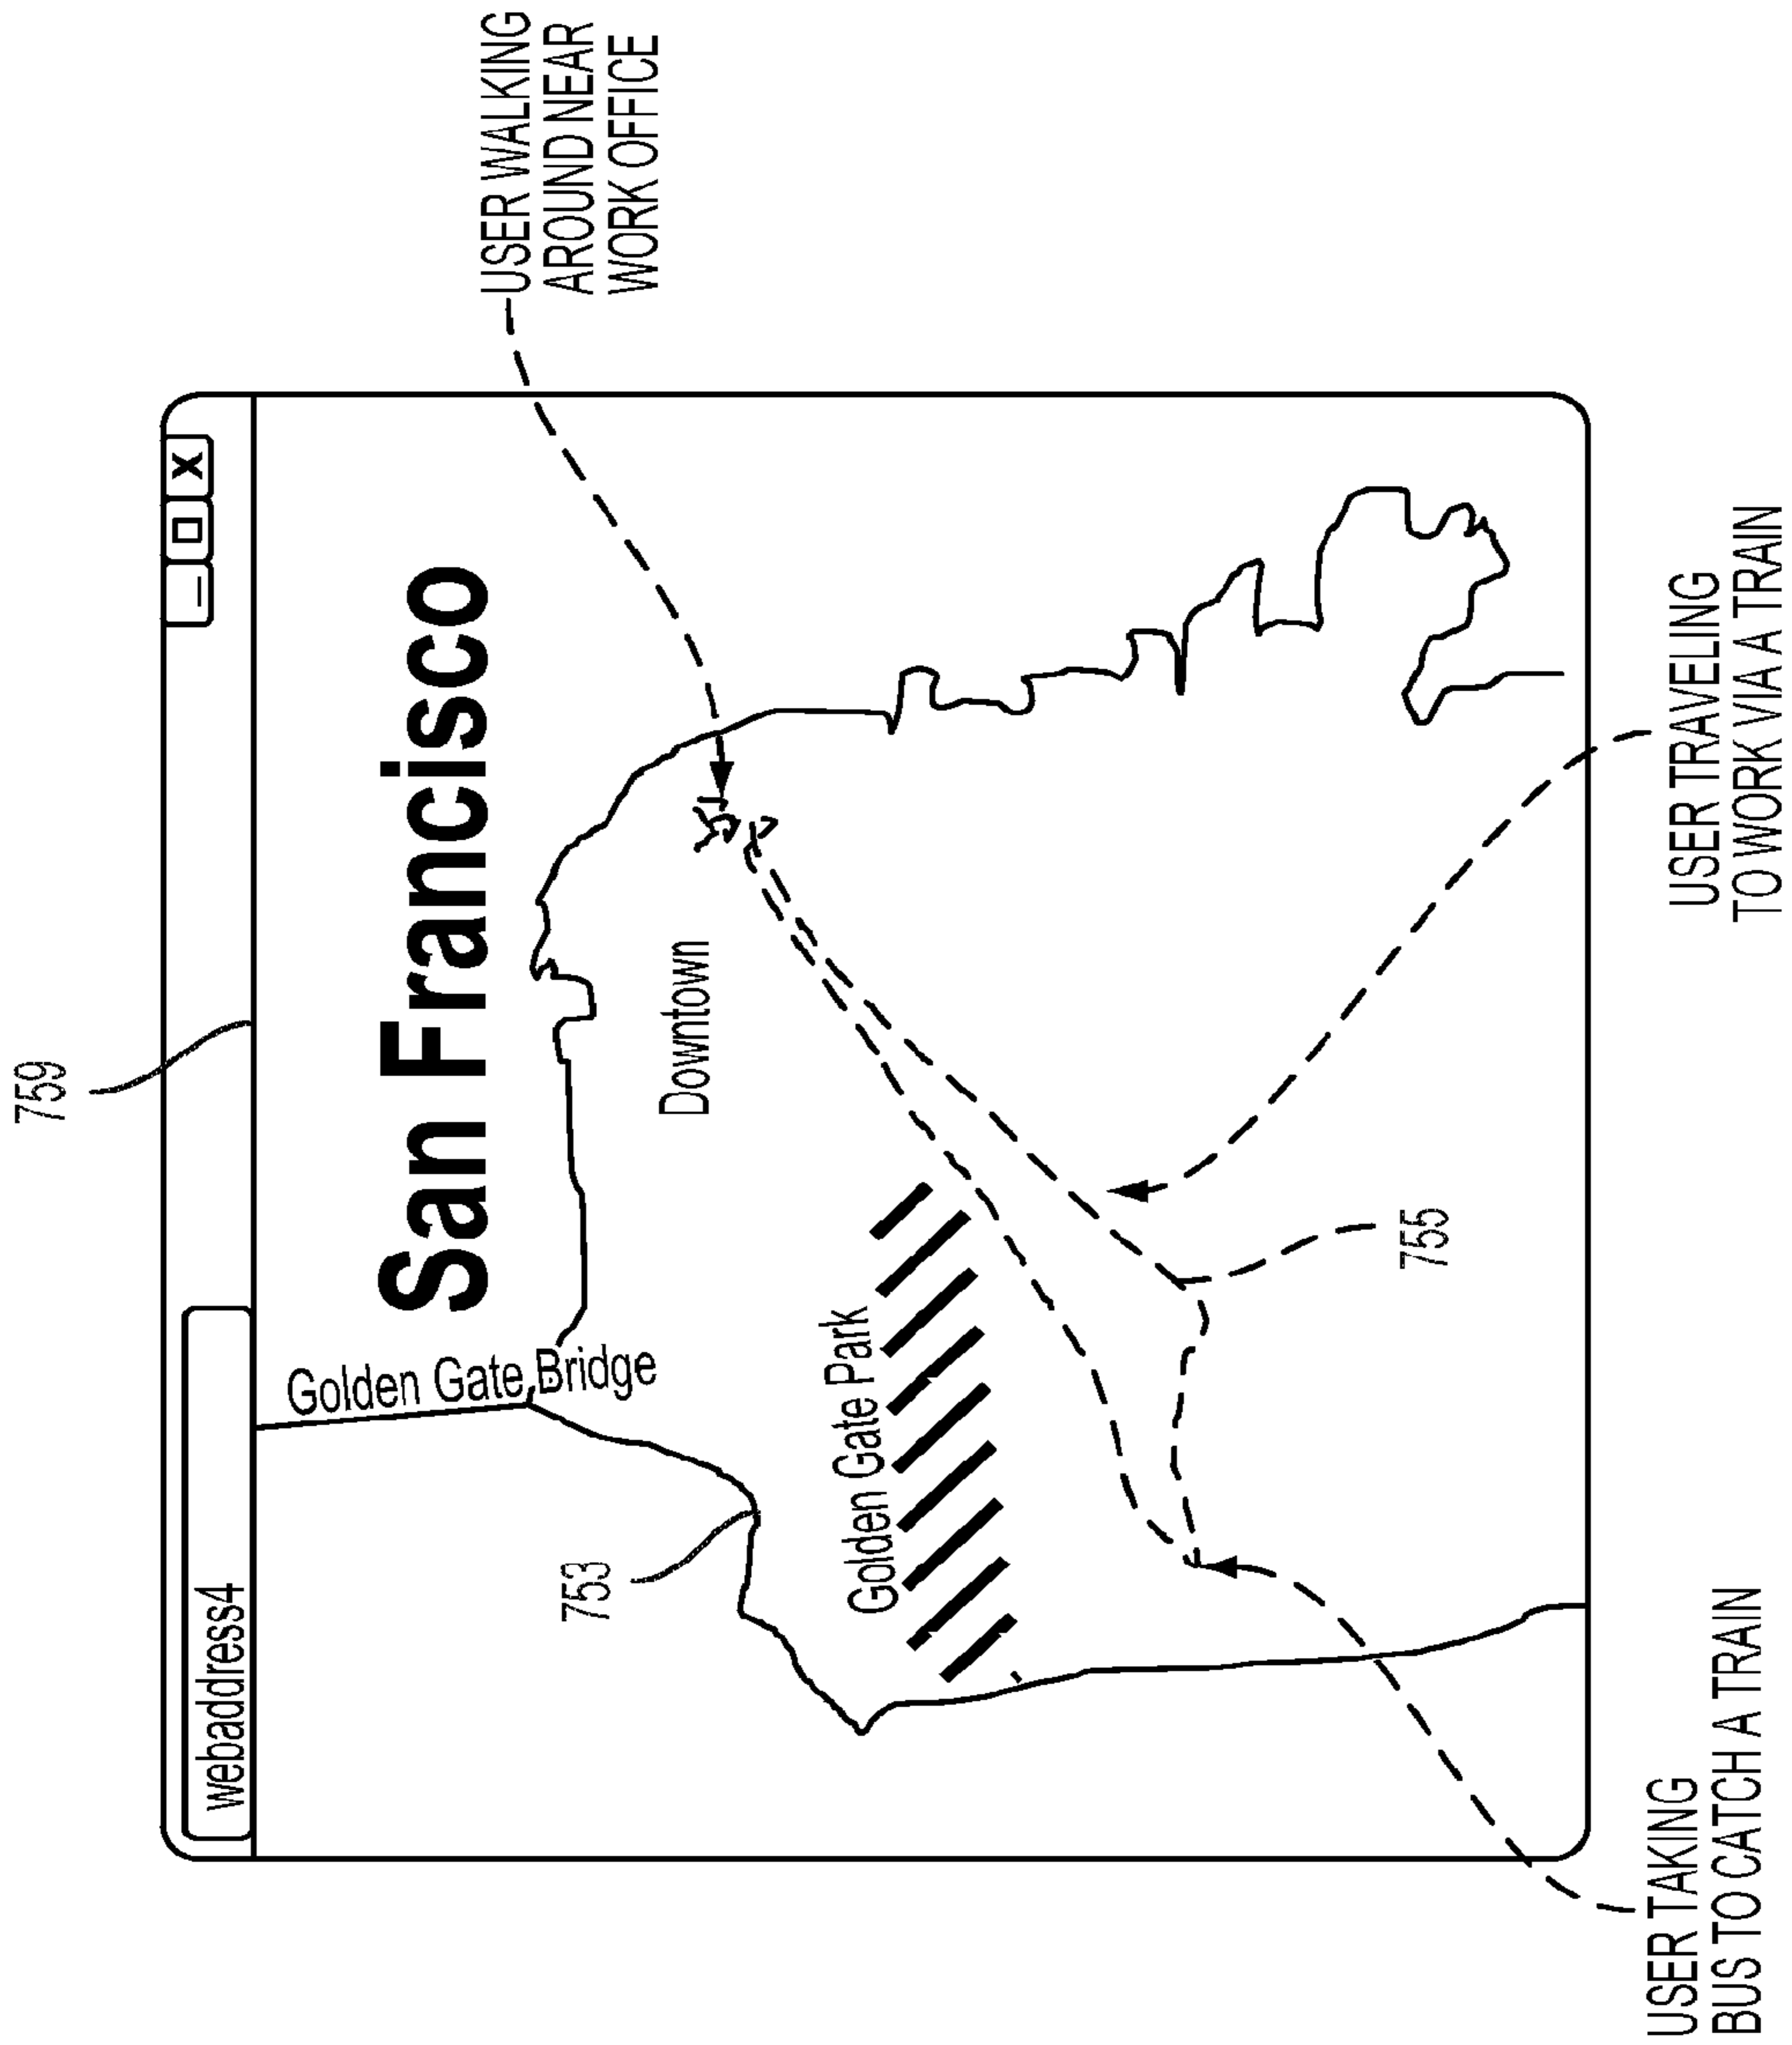 759
webaddress4
_ X
San Francisco
Golden Gate Bridge
USER WALKING
AROUND NEAR
WORK OFFICE
753
Downtown
Golden Gate Park
755
USER TAKING
BUS TO CATCH A TRAIN
USER TRAVELING
TO WORK VIA A TRAIN